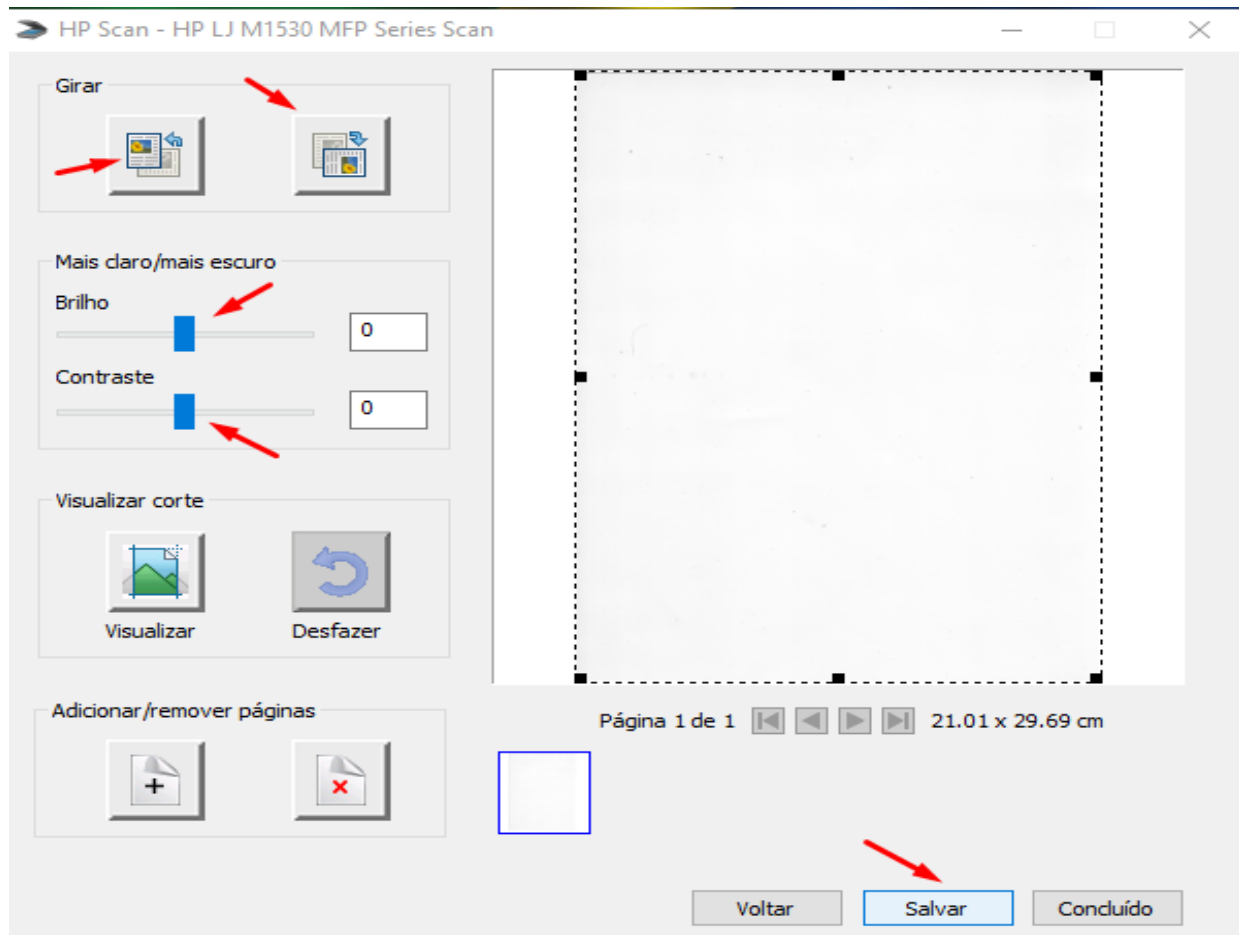 HP Scan - HP LJ M1530 MFP Series Scan
Girar
Mais claro/mais escuro
Brilho
0
Contraste
0
Visualizar corte
Visualizar
Desfazer
Adicionar/remover páginas
Página 1 de 1
21.01 x 29.69 cm
Voltar
Salvar
Concluído